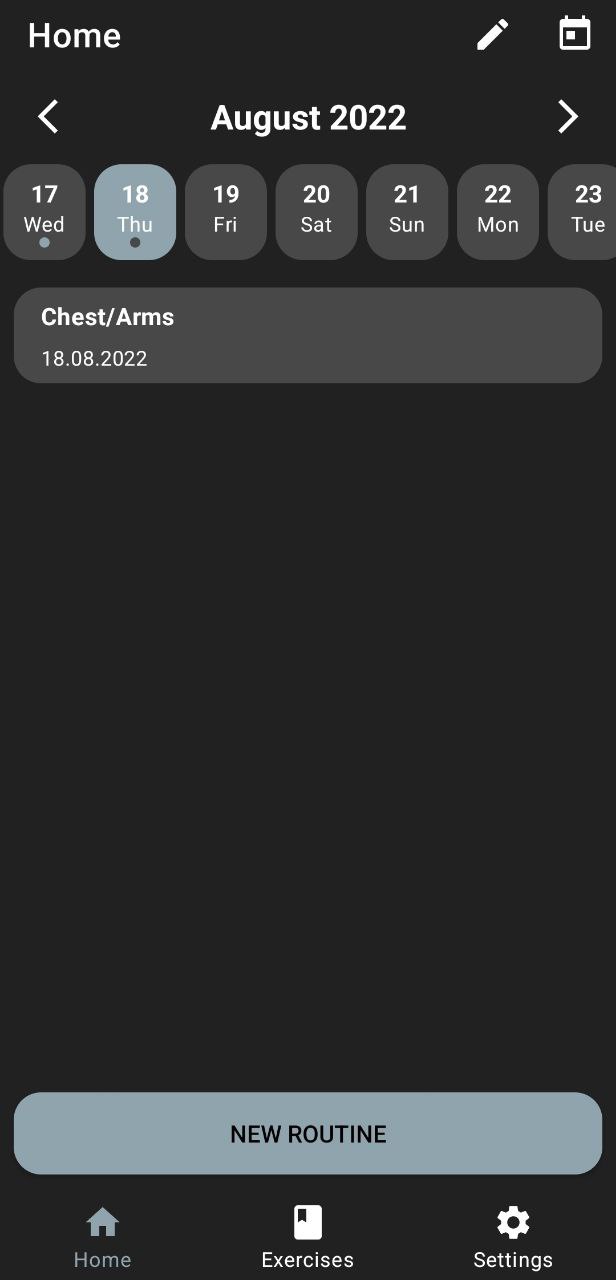 Home
August 2022
17 18 19 20 21 22 23
Wed Thu Fri Sat Sun Mon Tue
Chest/Arms
18.08.2022
NEW ROUTINE
Home Exercises Settings